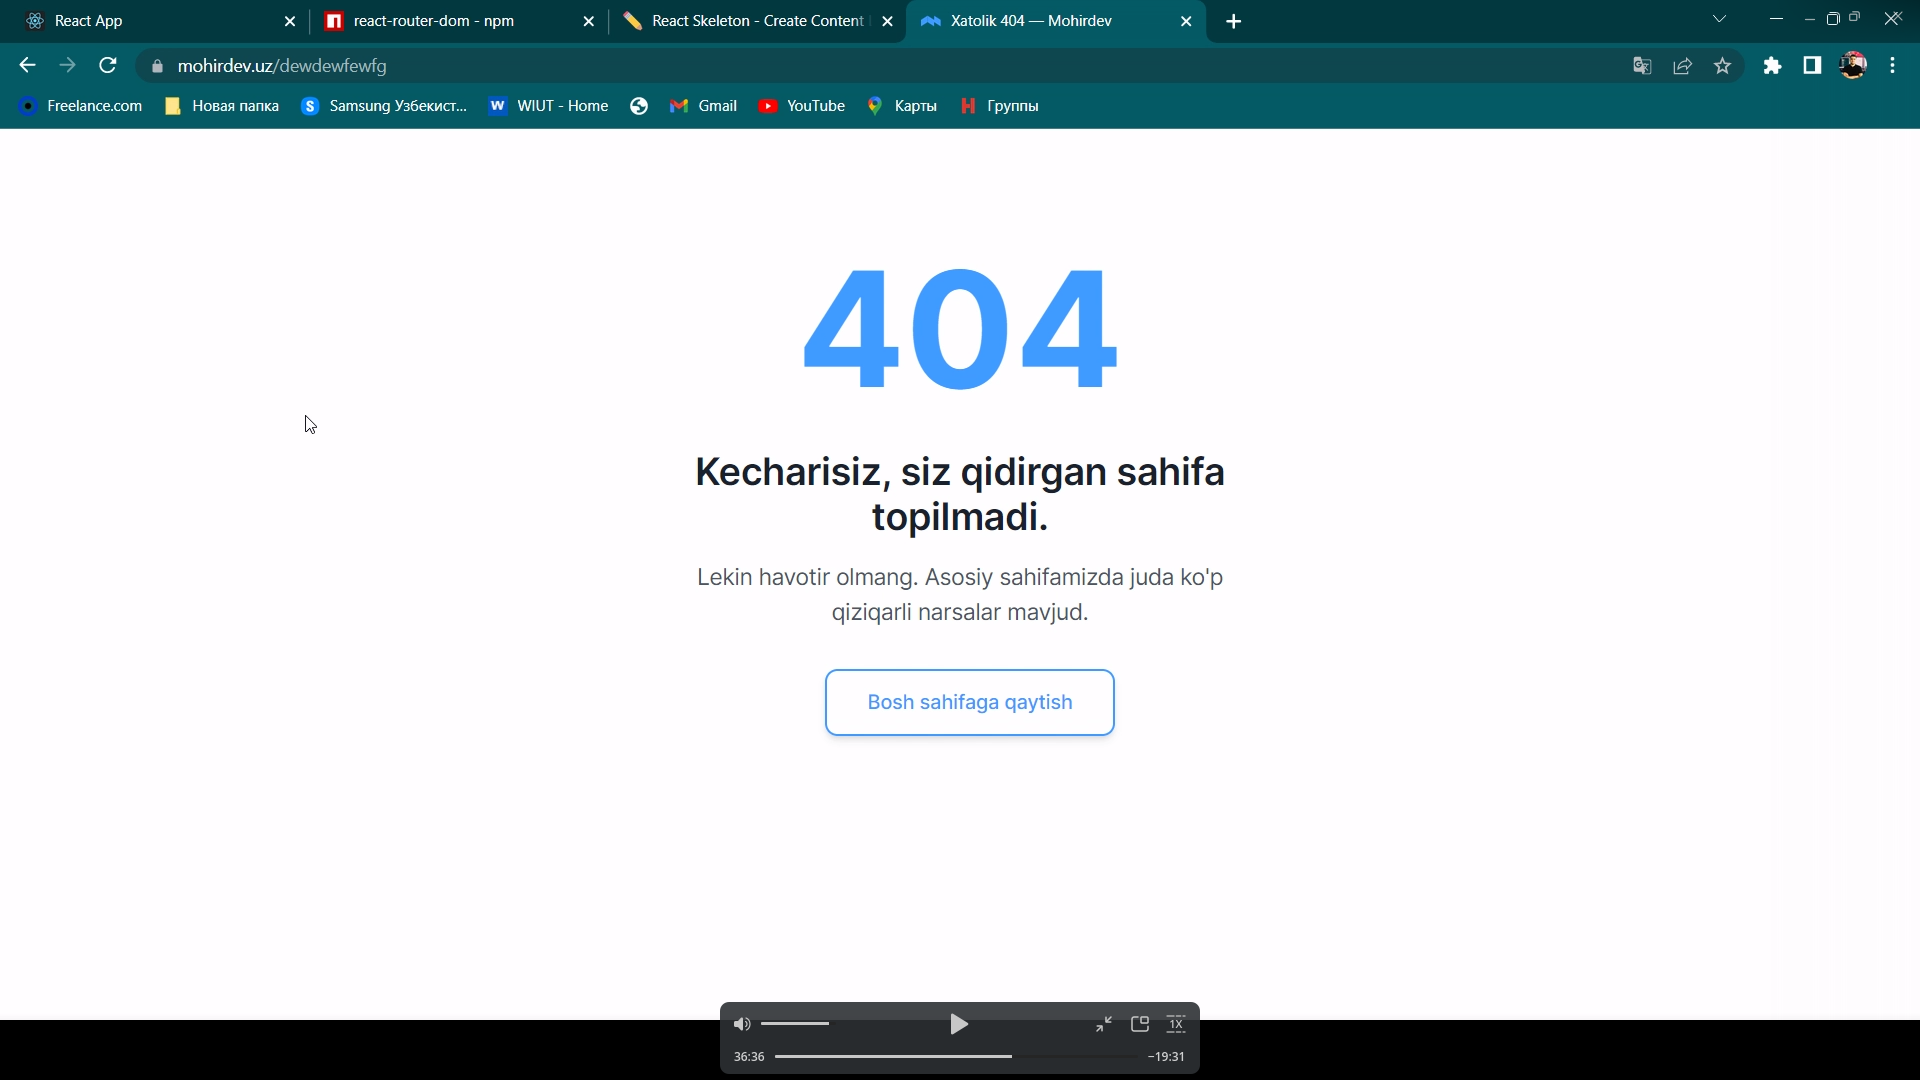 React App
react-router-dom - npm
React Skeleton - Create Content
Xatolik 404 — Mohirdev
mohirdev.uz/dewdewfewfg
Freelance.com
Новая папка
Samsung Узбекист...
WIUT - Home
Gmail
YouTube
Карты
Группы
404
Kecharisiz, siz qidirgan sahifa
topilmadi.
Lekin havotir olmang. Asosiy sahifamizda juda ko'p
qiziqarli narsalar mavjud.
Bosh sahifaga qaytish
1X
36:36
−19:31